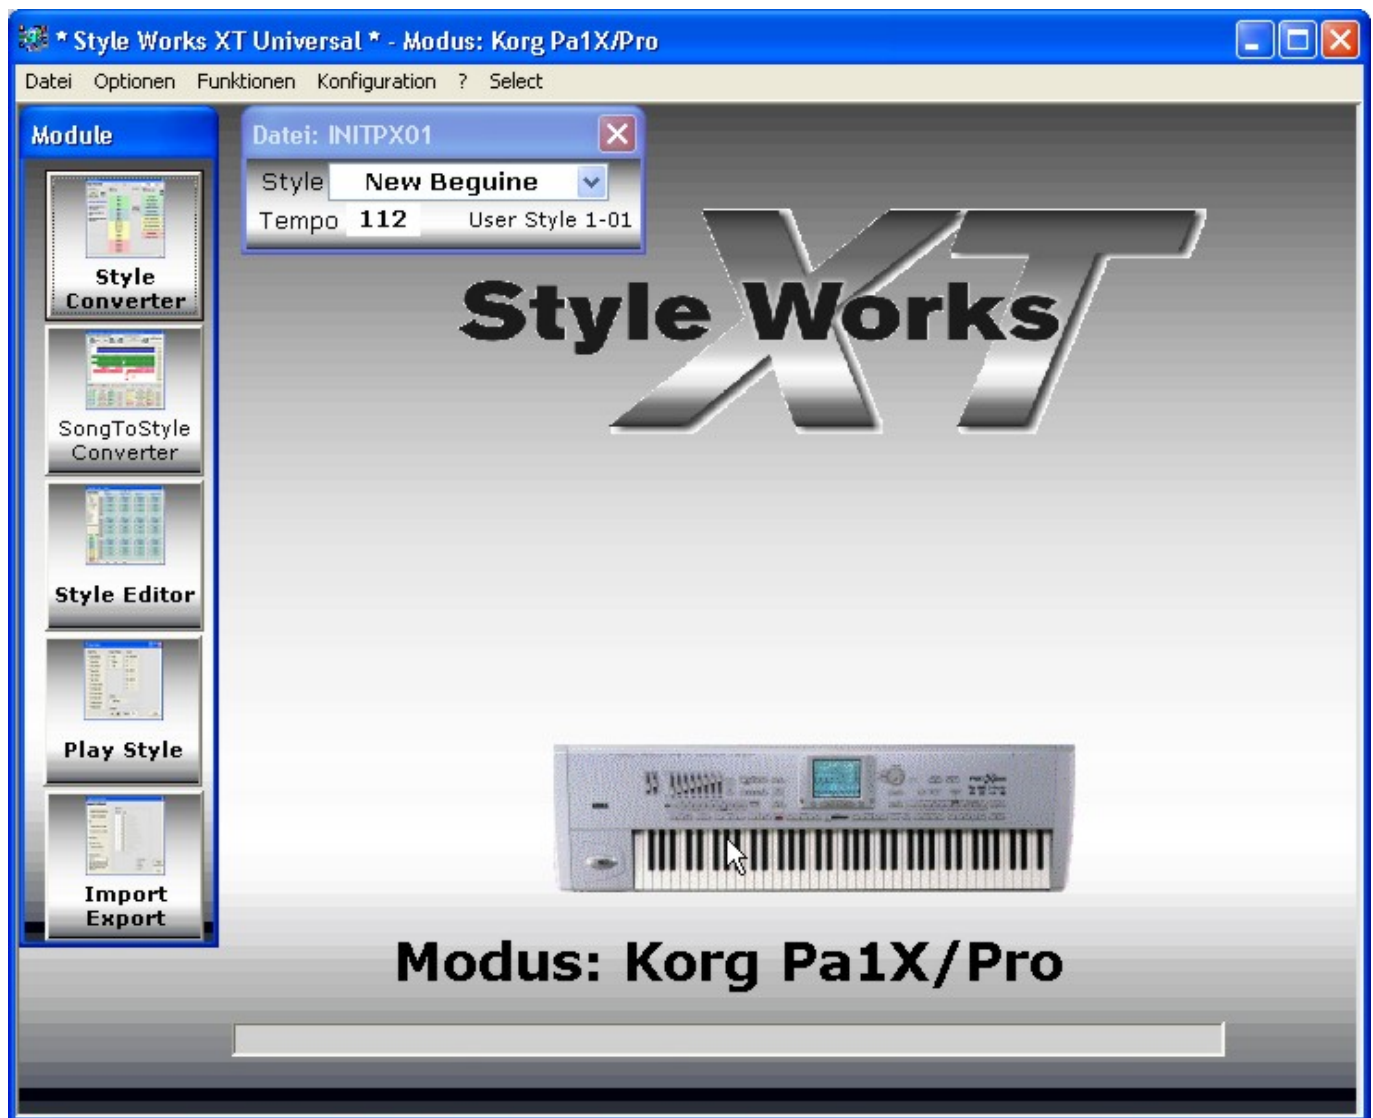 * Style Works XT Universal * - Modus: Korg Pa1X/Pro
Datei Optionen Funktionen Konfiguration ? Select
Module
Style
Converter
SongToStyle
Converter
Style Editor
Play Style
Import
Export
Datei: INITPX01
Style New Beguine
Tempo 112 User Style 1-01
XT
Style Works
Modus: Korg Pa1X/Pro